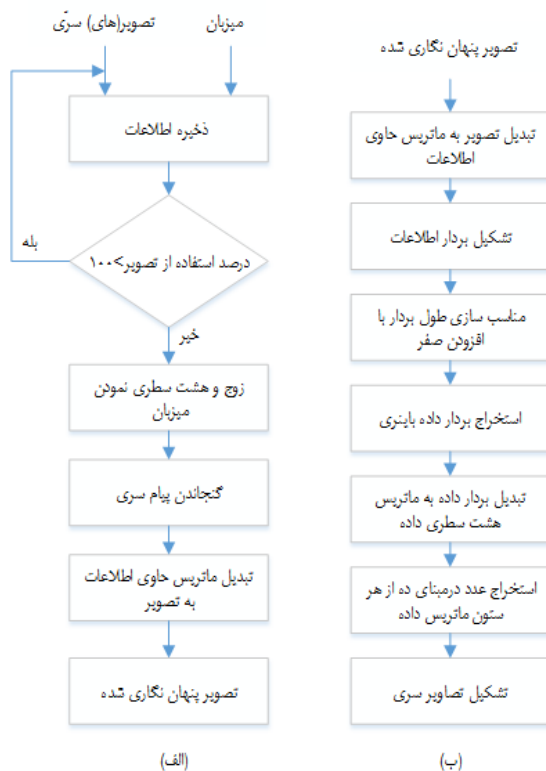 تصویر(های) سرّی
میزبان
ذخیره اطلاعات
بله
درصد استفاده از تصویر>۱۰۰
خیر
زوج و هشت سطری نمودن
میزبان
گنجاندن پیام سری
تبدیل ماتریس حاوی اطلاعات
به تصویر
تصویر پنهان نگاری شده
(الف)
تصویر پنهان نگاری شده
تبدیل تصویر به ماتریس حاوی
اطلاعات
تشکیل بردار اطلاعات
مناسب سازی طول بردار با
افزودن صفر
استخراج بردار داده باینری
تبدیل بردار داده به ماتریس
هشت سطری داده
استخراج عدد درمبنای ده از هر
ستون ماتریس داده
تشکیل تصاویر سری
(ب)